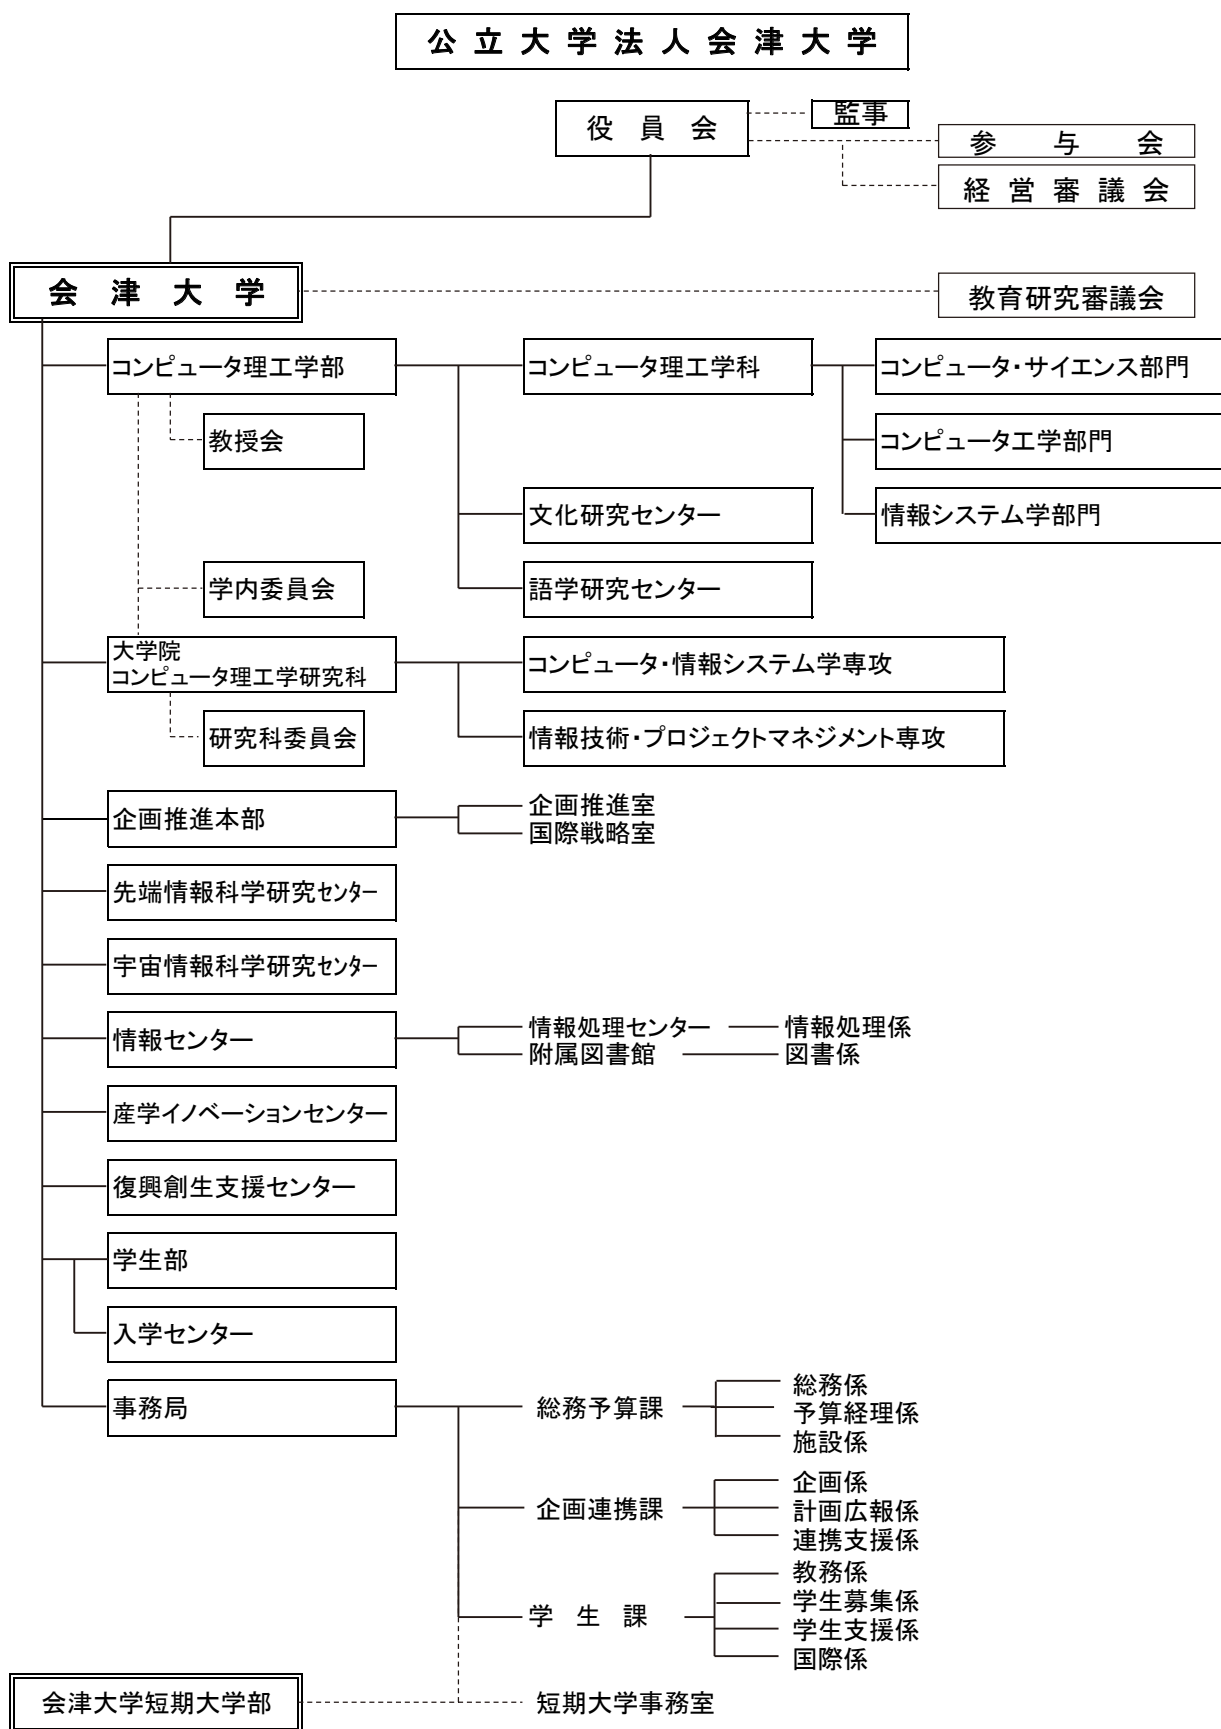 公立大学法人会津大学
役員会
監事
参与会
経営審議会
会津大学
教育研究審議会
コンピュータ理工学部
コンピュータ理工学科
コンピュータ・サイエンス部門
教授会
コンピュータ工学部門
文化研究センター
情報システム学部門
学内委員会
語学研究センター
大学院
コンピュータ理工学研究科
コンピュータ・情報システム学専攻
研究科委員会
情報技術・プロジェクトマネジメント専攻
企画推進本部
企画推進室
国際戦略室
先端情報科学研究センター
宇宙情報科学研究センター
情報センター
情報処理センター
情報処理係
附属図書館
図書係
産学イノベーションセンター
復興創生支援センター
学生部
入学センター
事務局
総務予算課
総務係
予算経理係
施設係
企画連携課
企画係
計画広報係
連携支援係
学生課
教務係
学生募集係
学生支援係
国際係
会津大学短期大学部
短期大学事務室